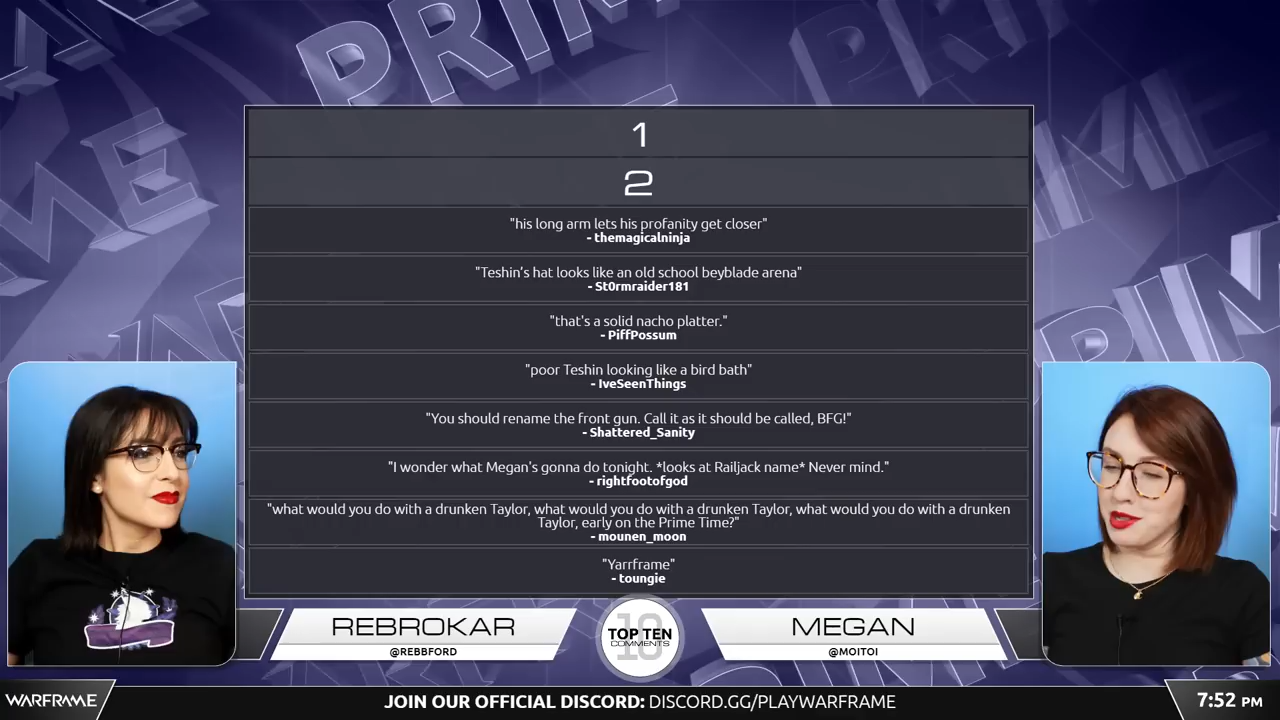 PRIME
1
2
"his long arm lets his profanity get closer"
- themagicalninja
"Teshin’s hat looks like an old school beyblade arena"
- St0rmraider181
"that's a solid nacho platter."
- PiffPossum
"poor Teshin looking like a bird bath"
- IveSeenThings
"You should rename the front gun. Call it as it should be called, BFG!"
- Shattered_Sanity
"I wonder what Megan's gonna do tonight. *looks at Railjack name* Never mind."
- rightfootofgod
"what would you do with a drunken Taylor, what would you do with a drunken Taylor, what would you do with a drunken
Taylor, early on the Prime Time?"
- mounen_moon
"Yarrframe"
- toungie
REBROKAR
@REBBFORD
10
TOP TEN
COMMENTS
MEGAN
@MOITOI
WARFRAME
JOIN OUR OFFICIAL DISCORD: DISCORD.GG/PLAYWARFRAME
7:52 PM